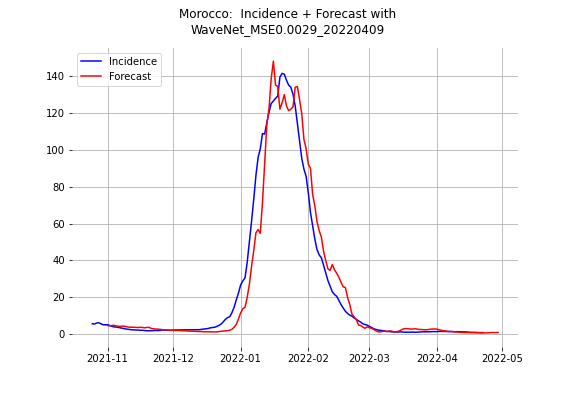 Morocco:  Incidence + Forecast with
WaveNet_MSE0.0029_20220409
Incidence
Forecast
140
120
100
80
60
40
20
0
2021-11 2021-12 2022-01 2022-02 2022-03 2022-04 2022-05